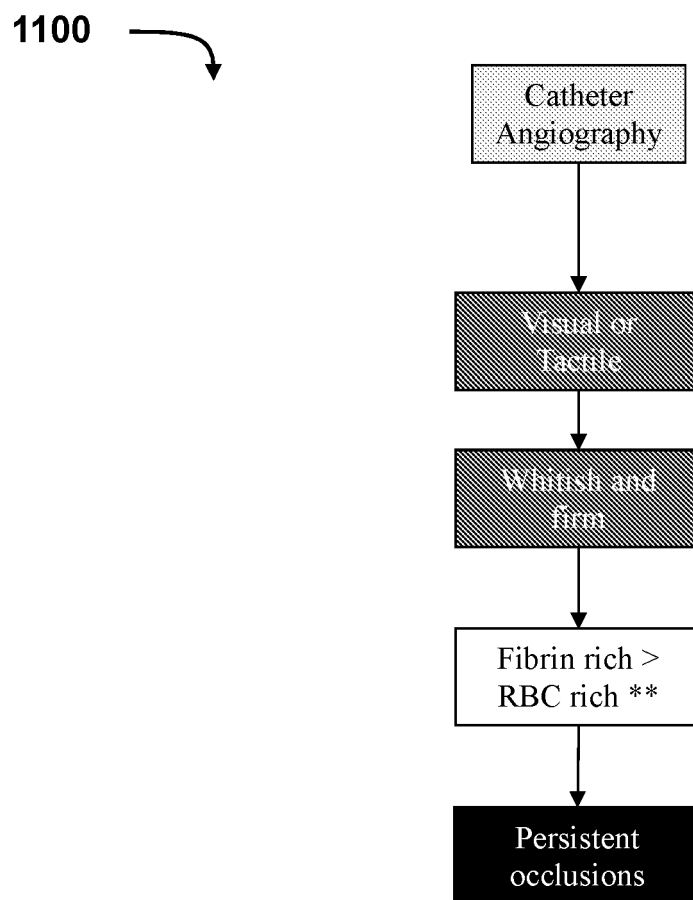 1100
Catheter
Angiography
Visual or
Tactile
Whitish and
firm
Fibrin rich >
RBC rich **
Persistent
occlusions